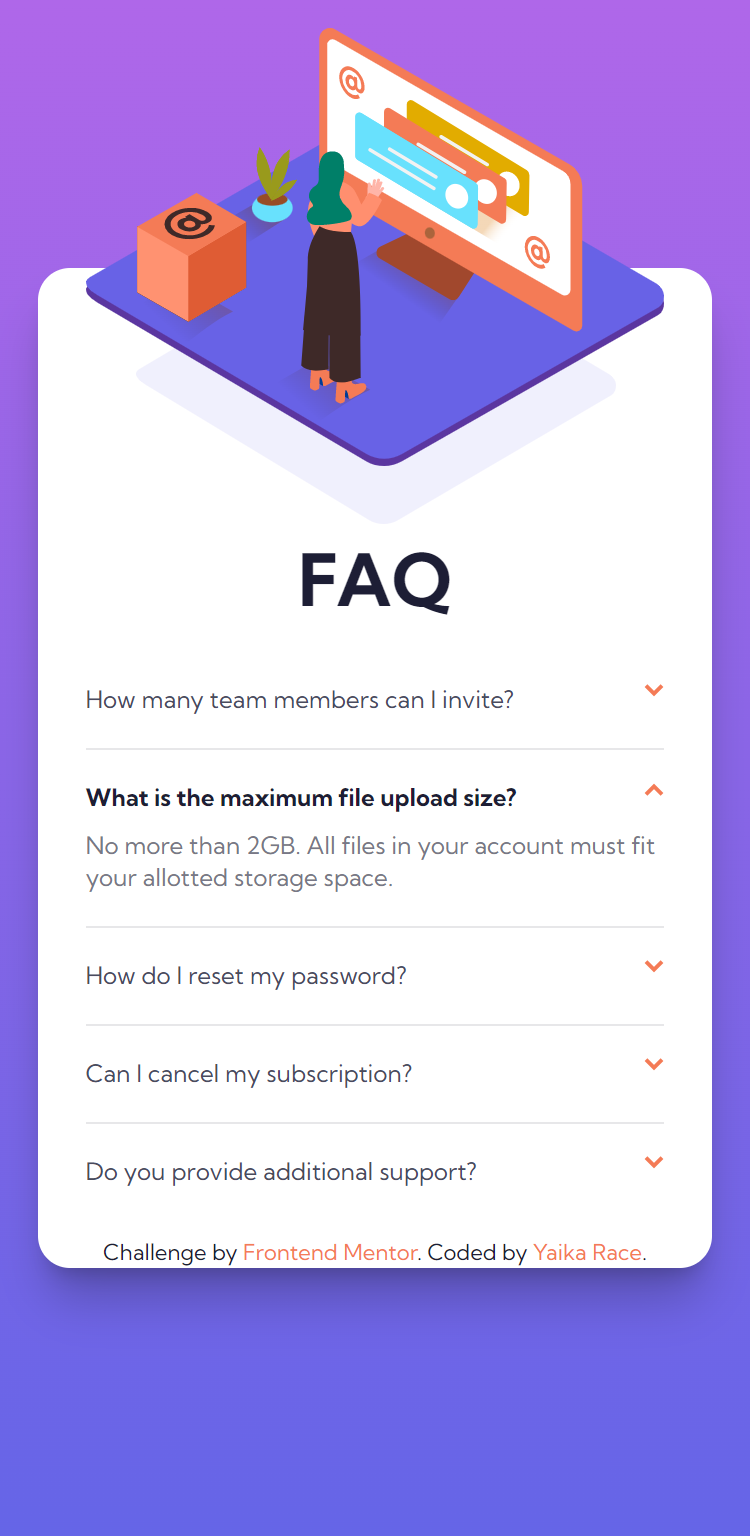 @
@
@
FAQ
How many team members can I invite?
What is the maximum file upload size?
No more than 2GB. All files in your account must fit
your allotted storage space.
How do I reset my password?
Can I cancel my subscription?
Do you provide additional support?
Challenge by Frontend Mentor. Coded by Yaika Race.